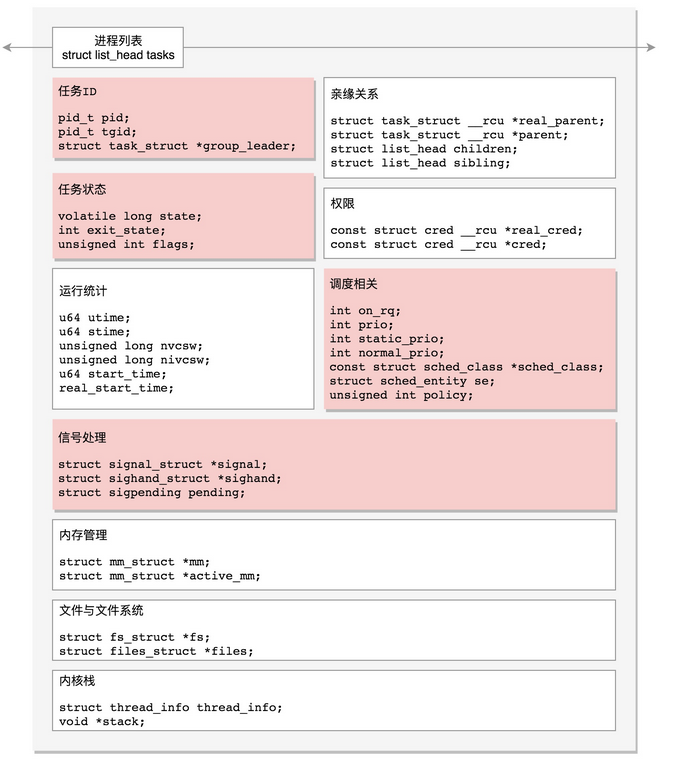 进程列表
struct list_head tasks
任务ID
pid_t pid;
pid_t tgid;
struct task_struct *group_leader;
亲缘关系
struct task_struct __rcu *real_parent;
struct task_struct __rcu *parent;
struct list_head children;
struct list_head sibling;
任务状态
volatile long state;
int exit_state;
unsigned int flags;
权限
const struct cred __rcu *real_cred;
const struct cred __rcu *cred;
运行统计
u64 utime;
u64 stime;
unsigned long nvcsw;
unsigned long nivcsw;
u64 start_time;
real_start_time;
调度相关
int on_rq;
int prio;
int static_prio;
int normal_prio;
const struct sched_class *sched_class;
struct sched_entity se;
unsigned int policy;
信号处理
struct signal_struct *signal;
struct sighand_struct *sighand;
struct sigpending pending;
内存管理
struct mm_struct *mm;
struct mm_struct *active_mm;
文件与文件系统
struct fs_struct *fs;
struct files_struct *files;
内核栈
struct thread_info thread_info;
void *stack;